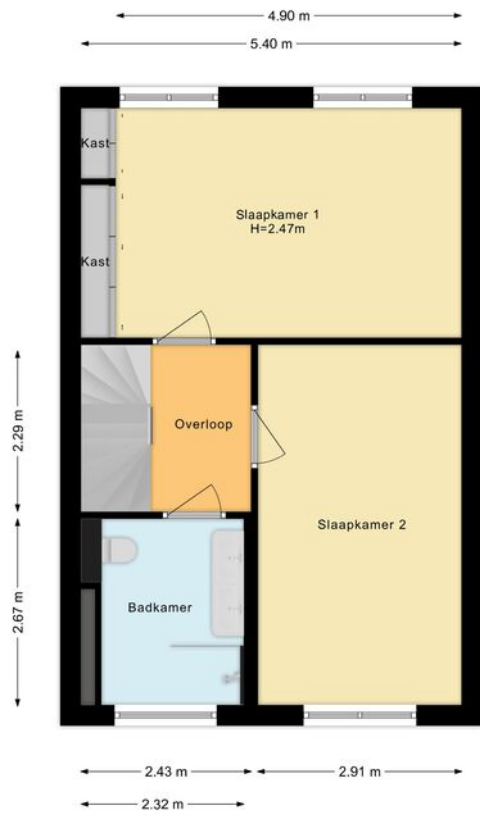 4.90 m
5.40 m
Kast
Slaapkamer 1
H=2.47m
Kast
2.29 m
Overloop
Slaapkamer 2
2.67 m
Badkamer
2.43 m
2.91 m
2.32 m